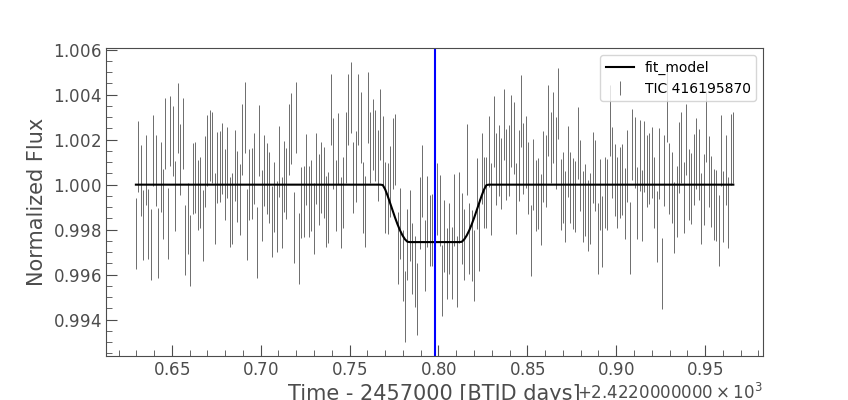 1.006
1.004
1.002
1.000
0.998
0.996
0.994
Normalized Flux
fit_model
TIC 416195870
0.65 0.70 0.75 0.80 0.85 0.90 0.95
Time - 2457000 [BTJD days]
+2.4220000000 × 10³